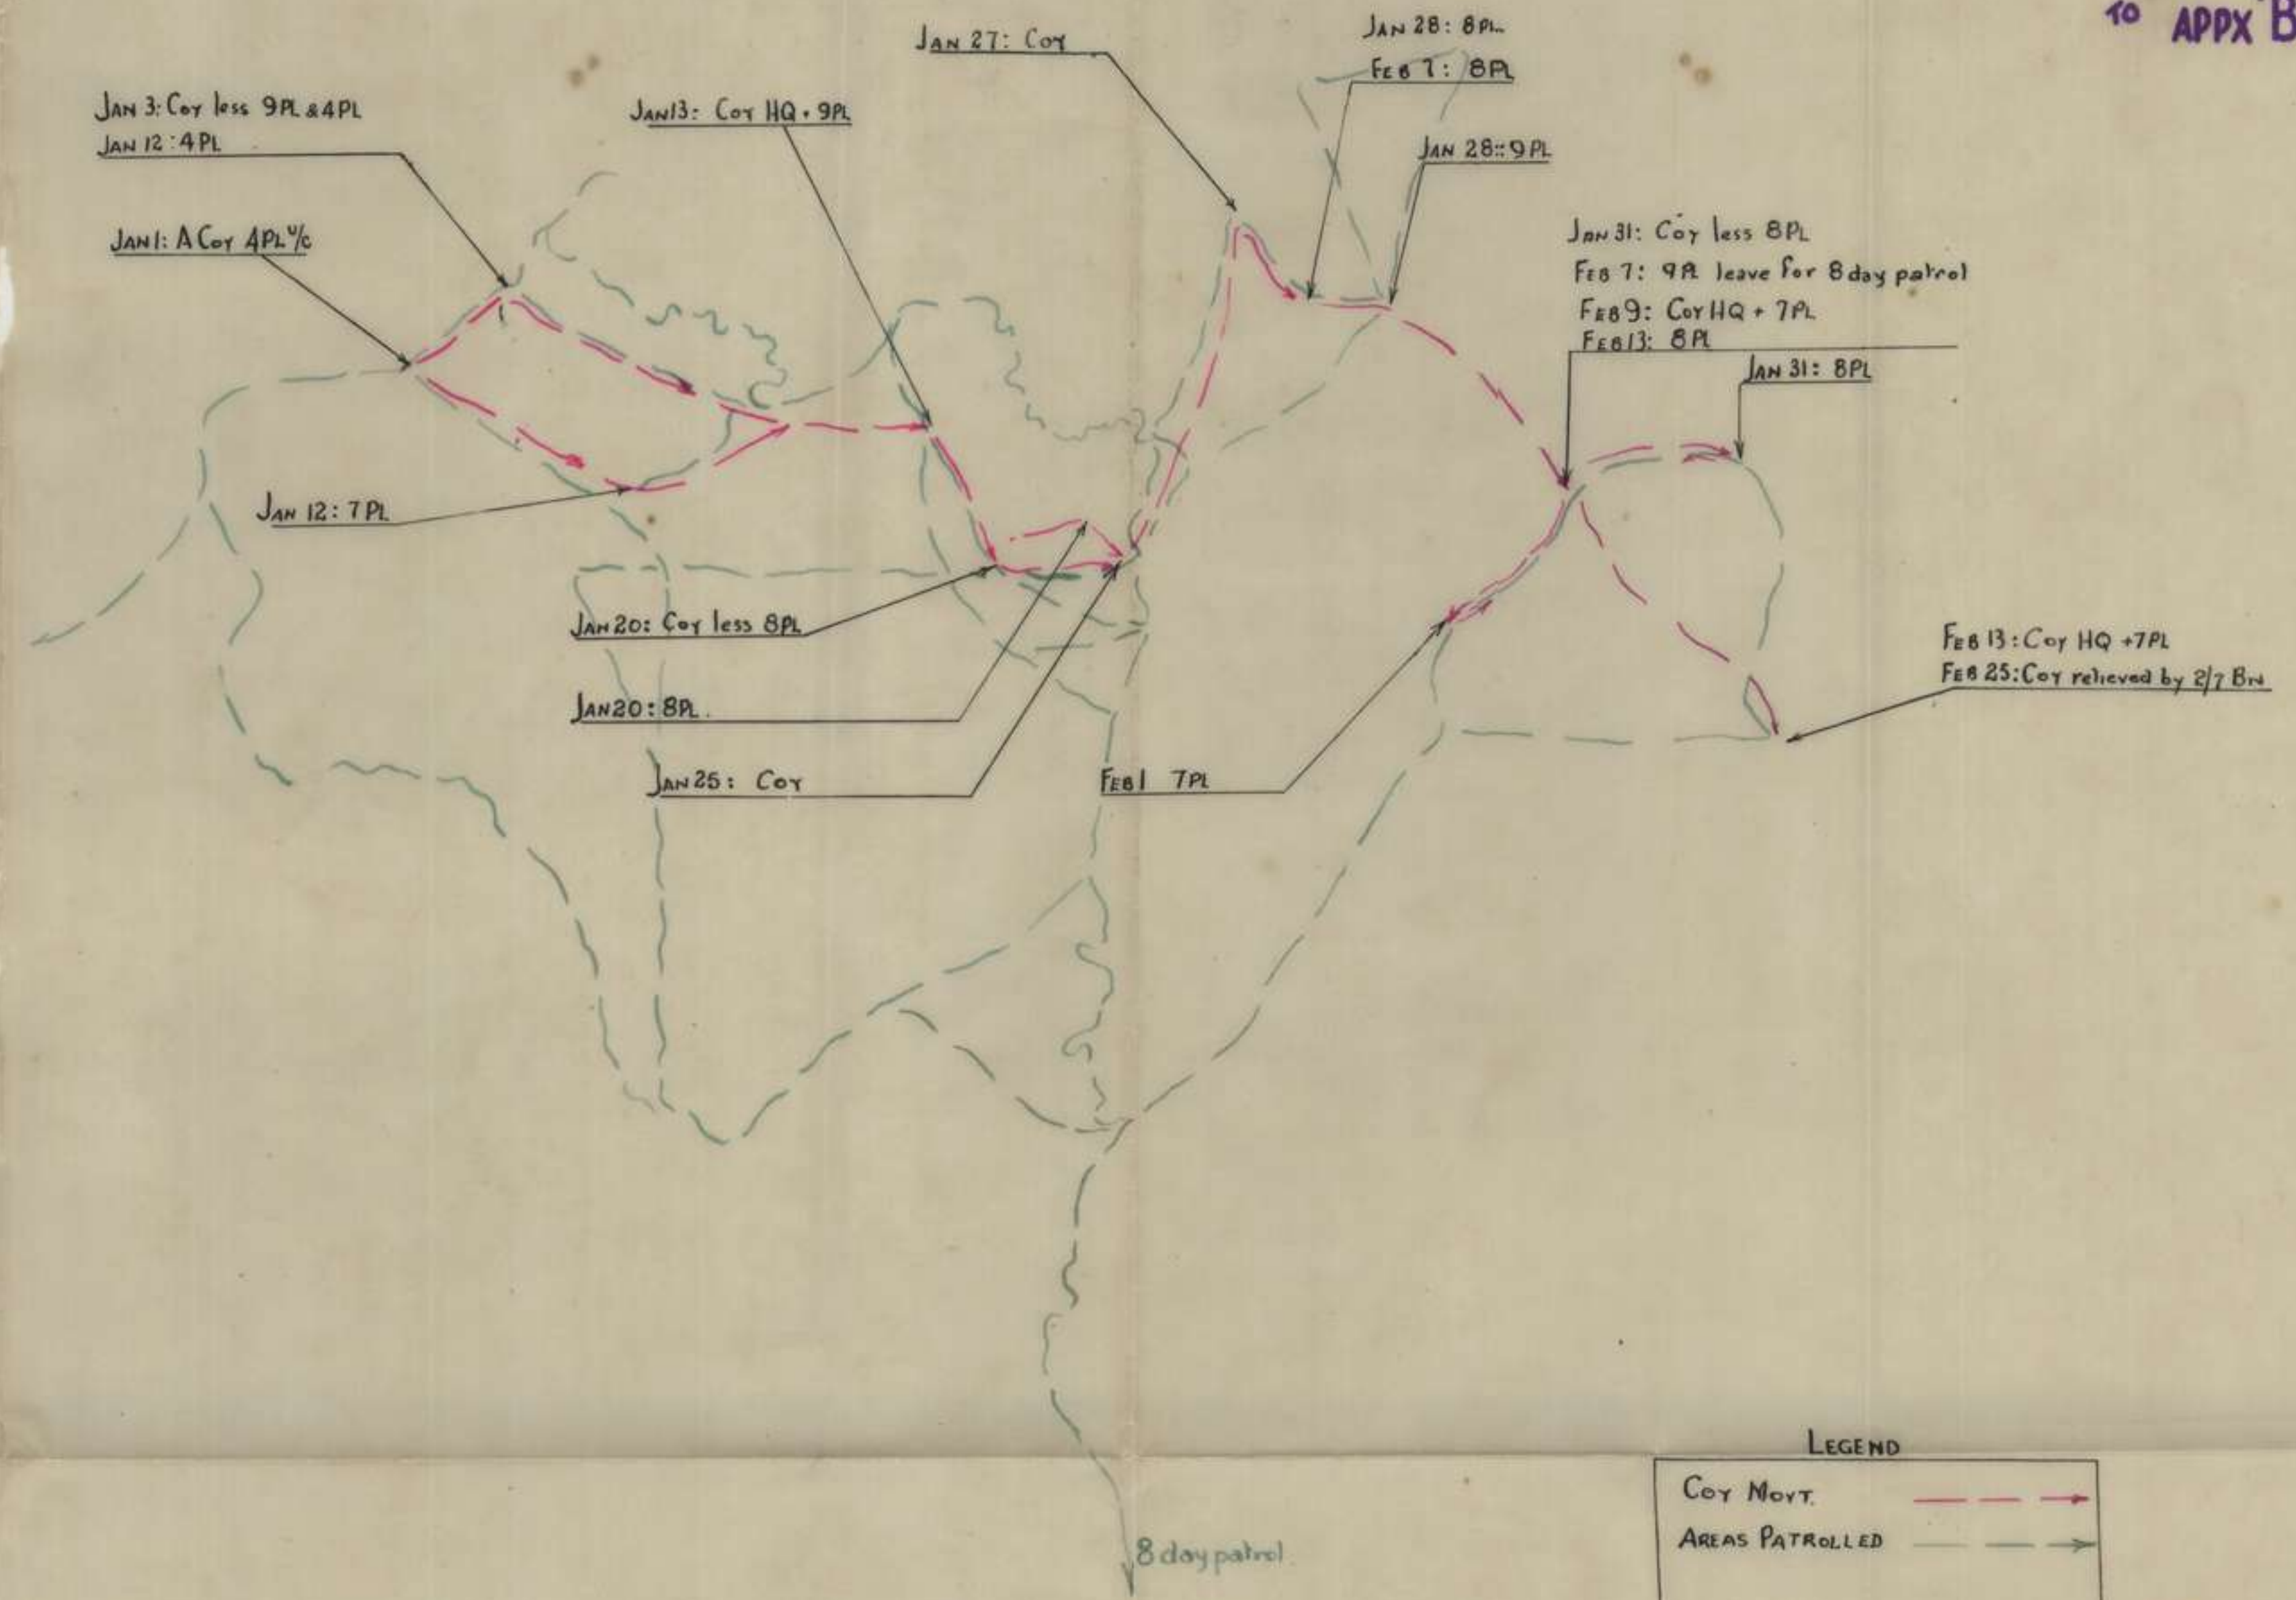 TO APPX B
JAN 27: COY
JAN 28: 8PL
FEB 7: 8PL
JAN 3: COY less 9PL & 4PL
JAN 12: 4PL
JAN 13: COY HQ + 9PL
JAN 28: 9PL
JAN 1: A COY 4PL U/C
JAN 31: COY less 8PL
FEB 7: 9PL leave for 8 day patrol
FEB 9: COY HQ + 7PL
FEB 13: 8PL
JAN 31: 8PL
JAN 12: 7PL
JAN 20: COY less 8PL
FEB 13: COY HQ + 7PL
FEB 25: COY relieved by 2/7 BN
JAN 20: 8PL.
JAN 25: COY
FEB 1 7PL
LEGEND
COY MOVT.
AREAS PATROLLED
8 day patrol